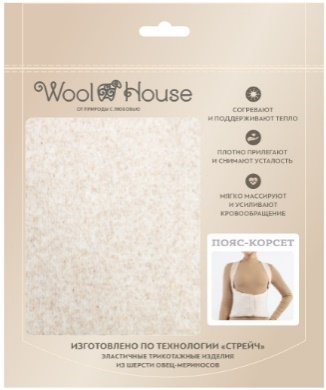 Wool House
ОТ ПРИРОДЫ С ЛЮБОВЬЮ
СОГРЕВАЮТ
И ПОДДЕРЖИВАЮТ ТЕПЛО
ПЛОТНО ПРИЛЕГАЮТ
И СНИМАЮТ УСТАЛОСТЬ
МЯГКО МАССИРУЮТ
И УСИЛИВАЮТ
КРОВООБРАЩЕНИЕ
ПОЯС-КОРСЕТ
ИЗГОТОВЛЕНО ПО ТЕХНОЛОГИИ «СТРЕЙЧ»
ЭЛАСТИЧНЫЕ ТРИКОТАЖНЫЕ ИЗДЕЛИЯ
ИЗ ШЕРСТИ ОВЕЦ-МЕРИНОСОВ